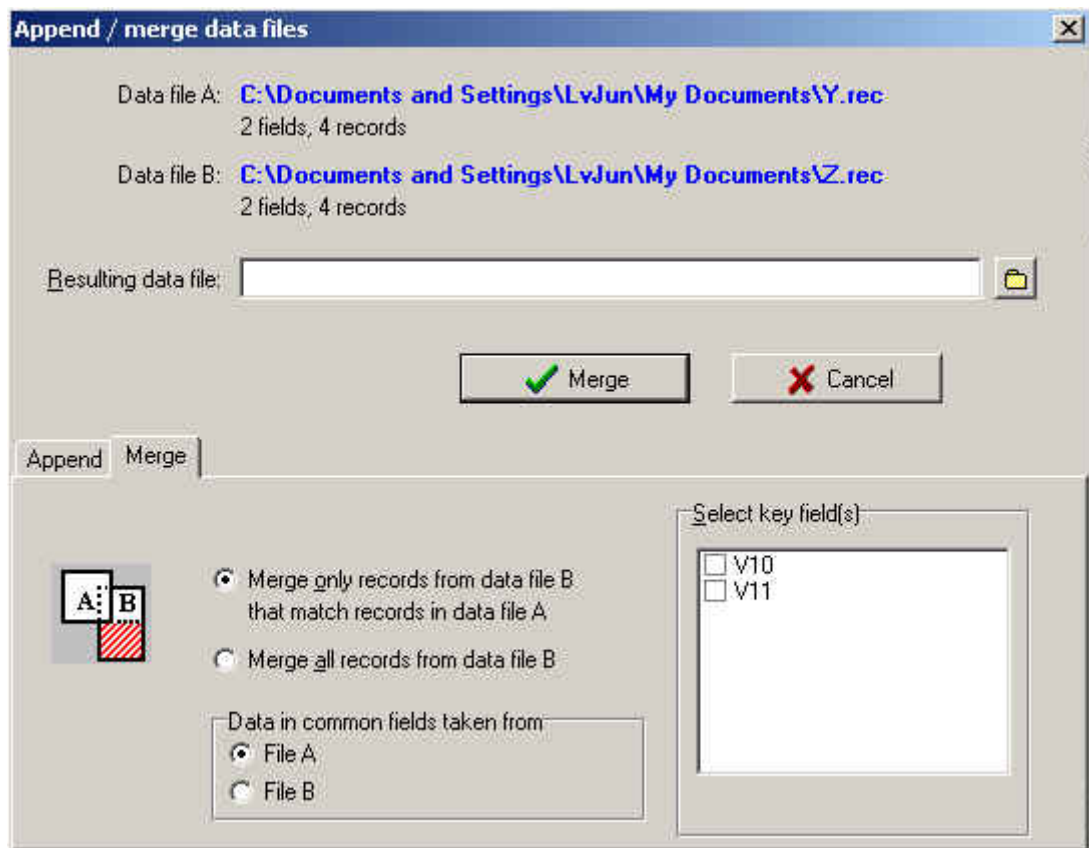 Append / merge data files
Data file A: C:\Documents and Settings\LvJun\My Documents\Y.rec
2 fields, 4 records
Data file B: C:\Documents and Settings\LvJun\My Documents\Z.rec
2 fields, 4 records
Resulting data file:
Merge Cancel
Append Merge
Select key field(s)
V10
V11
A B
Merge only records from data file B
that match records in data file A
Merge all records from data file B
Data in common fields taken from
File A
File B